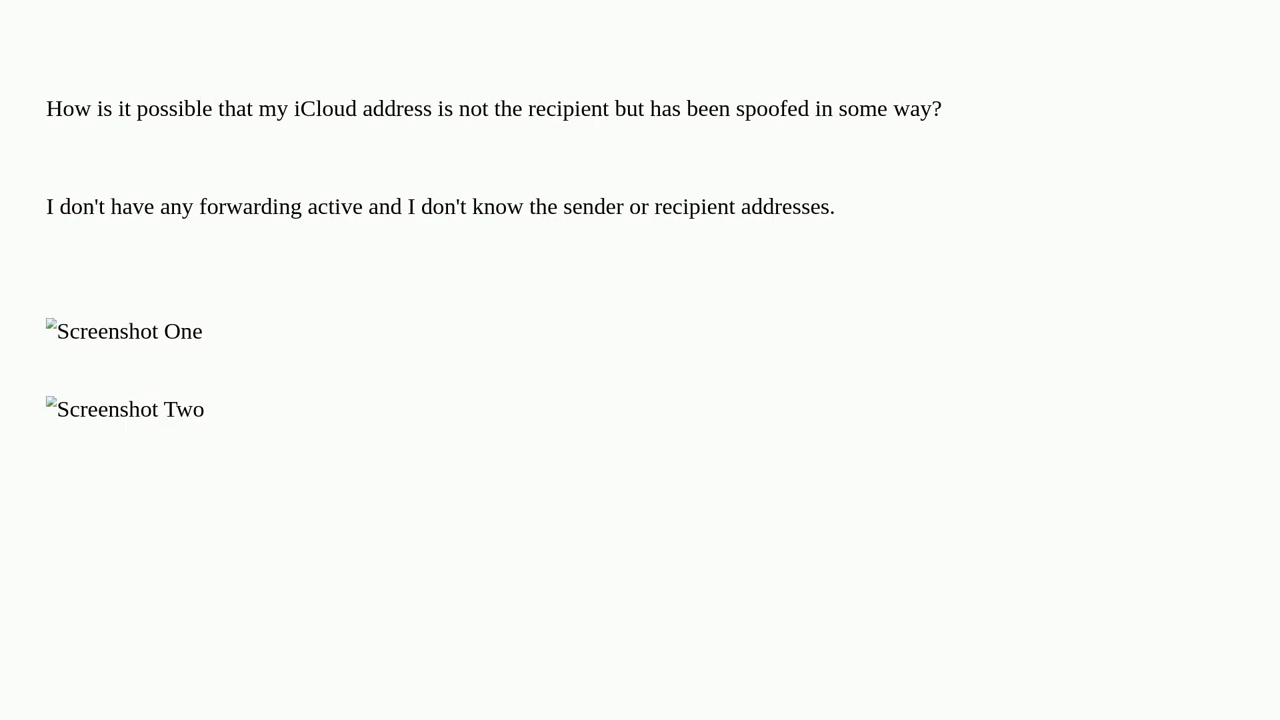 How is it possible that my iCloud address is not the recipient but has been spoofed in some way?
I don't have any forwarding active and I don't know the sender or recipient addresses.
Screenshot One
Screenshot Two